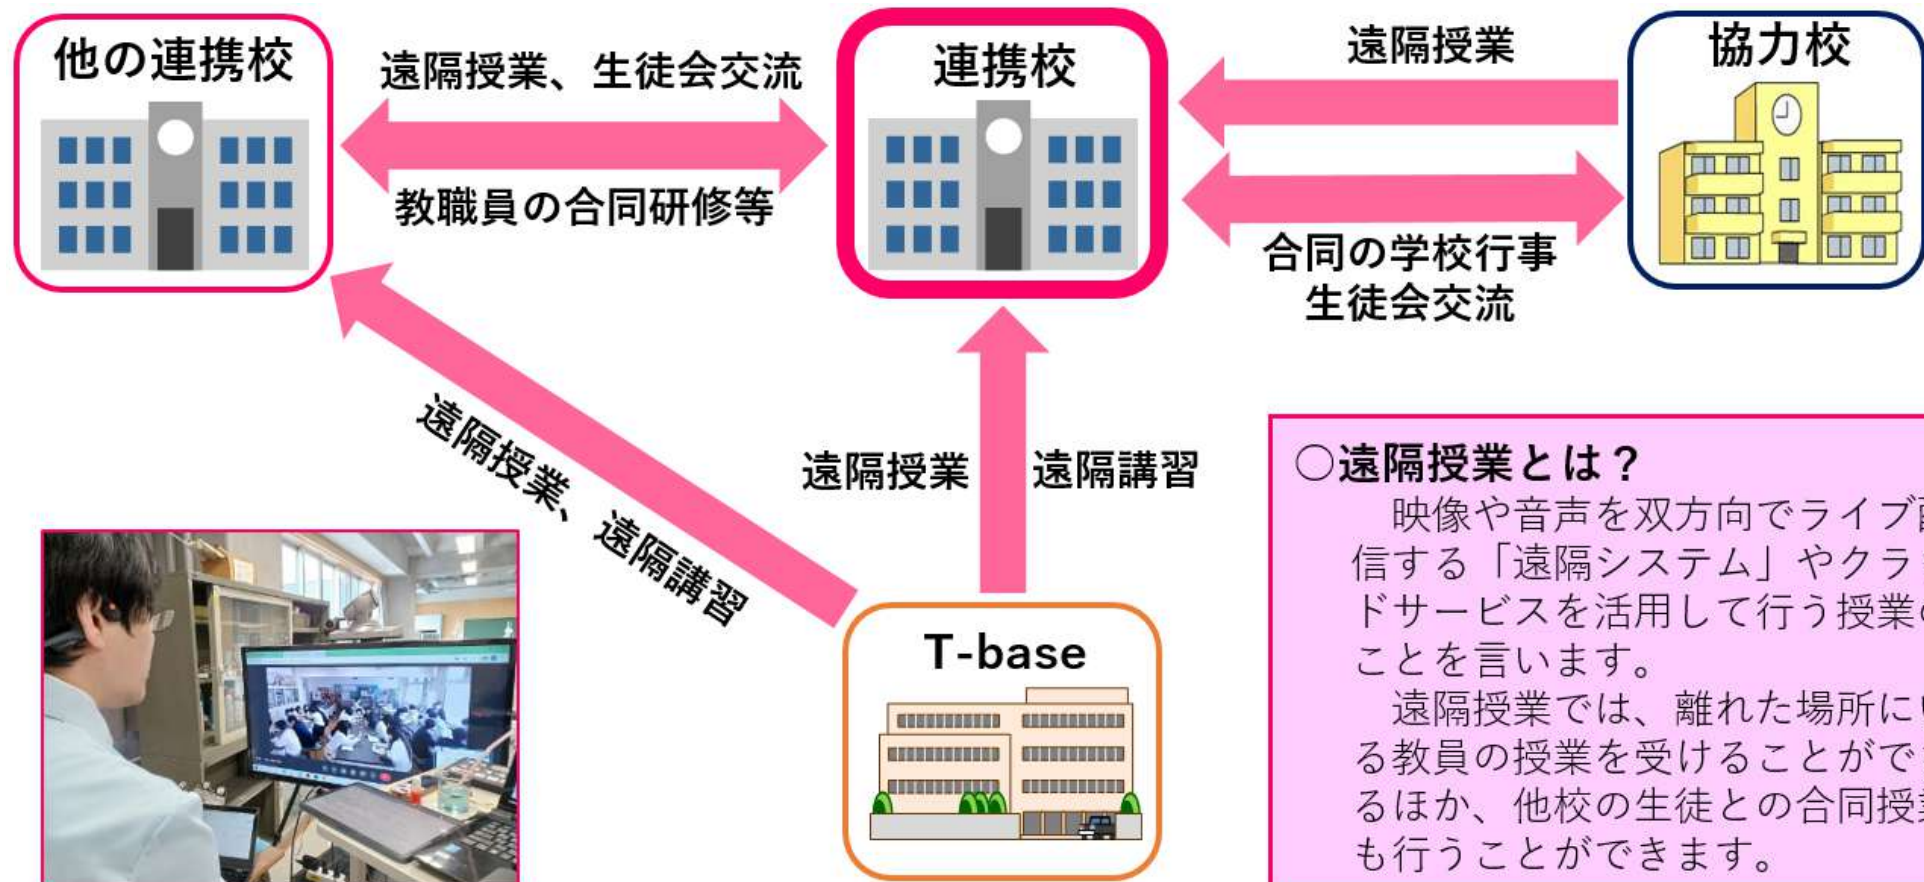 他の連携校
遠隔授業、生徒会交流
教職員の合同研修等
連携校
遠隔授業
合同の学校行事
生徒会交流
協力校
遠隔授業、遠隔講習
遠隔授業
遠隔講習
T-base
○遠隔授業とは？
映像や音声を双方向でライブ
信する「遠隔システム」やクラ
ドサービスを活用して行う授業
ことを言います。
遠隔授業では、離れた場所に
る教員の授業を受けることがで
るほか、他校の生徒との合同授
も行うことができます。